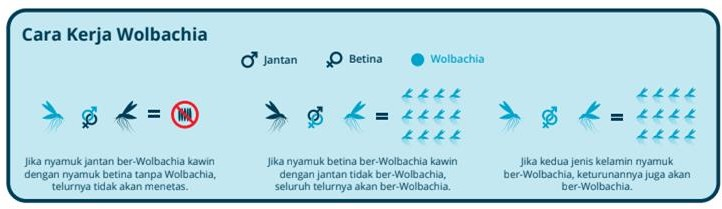 Cara Kerja Wolbachia
Jantan
Betina
Wolbachia
Jika nyamuk jantan ber-Wolbachia kawin
dengan nyamuk betina tanpa Wolbachia,
telurnya tidak akan menetas.
Jika nyamuk betina ber-Wolbachia kawin
dengan jantan tidak ber-Wolbachia,
seluruh telurnya akan ber-Wolbachia.
Jika kedua jenis kelamin nyamuk
ber-Wolbachia, keturunannya juga akan
ber-Wolbachia.